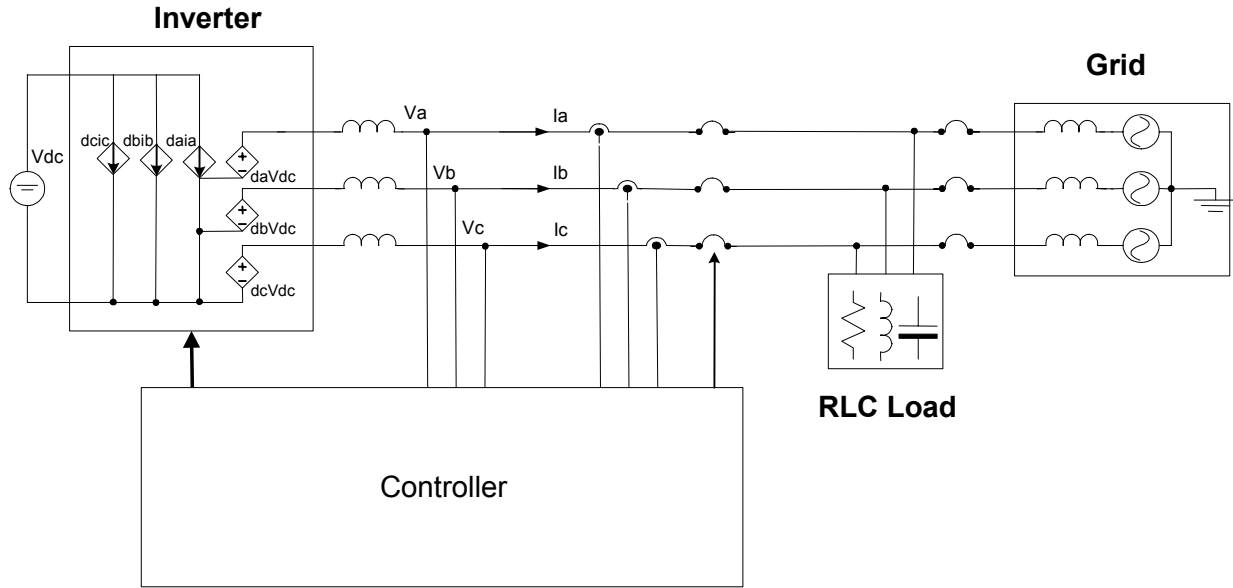 Inverter
Grid
Vdc
dcic
dbib
daia
daVdc
dbVdc
dcVdc
Va
Vb
Vc
Ia
Ib
Ic
RLC Load
Controller